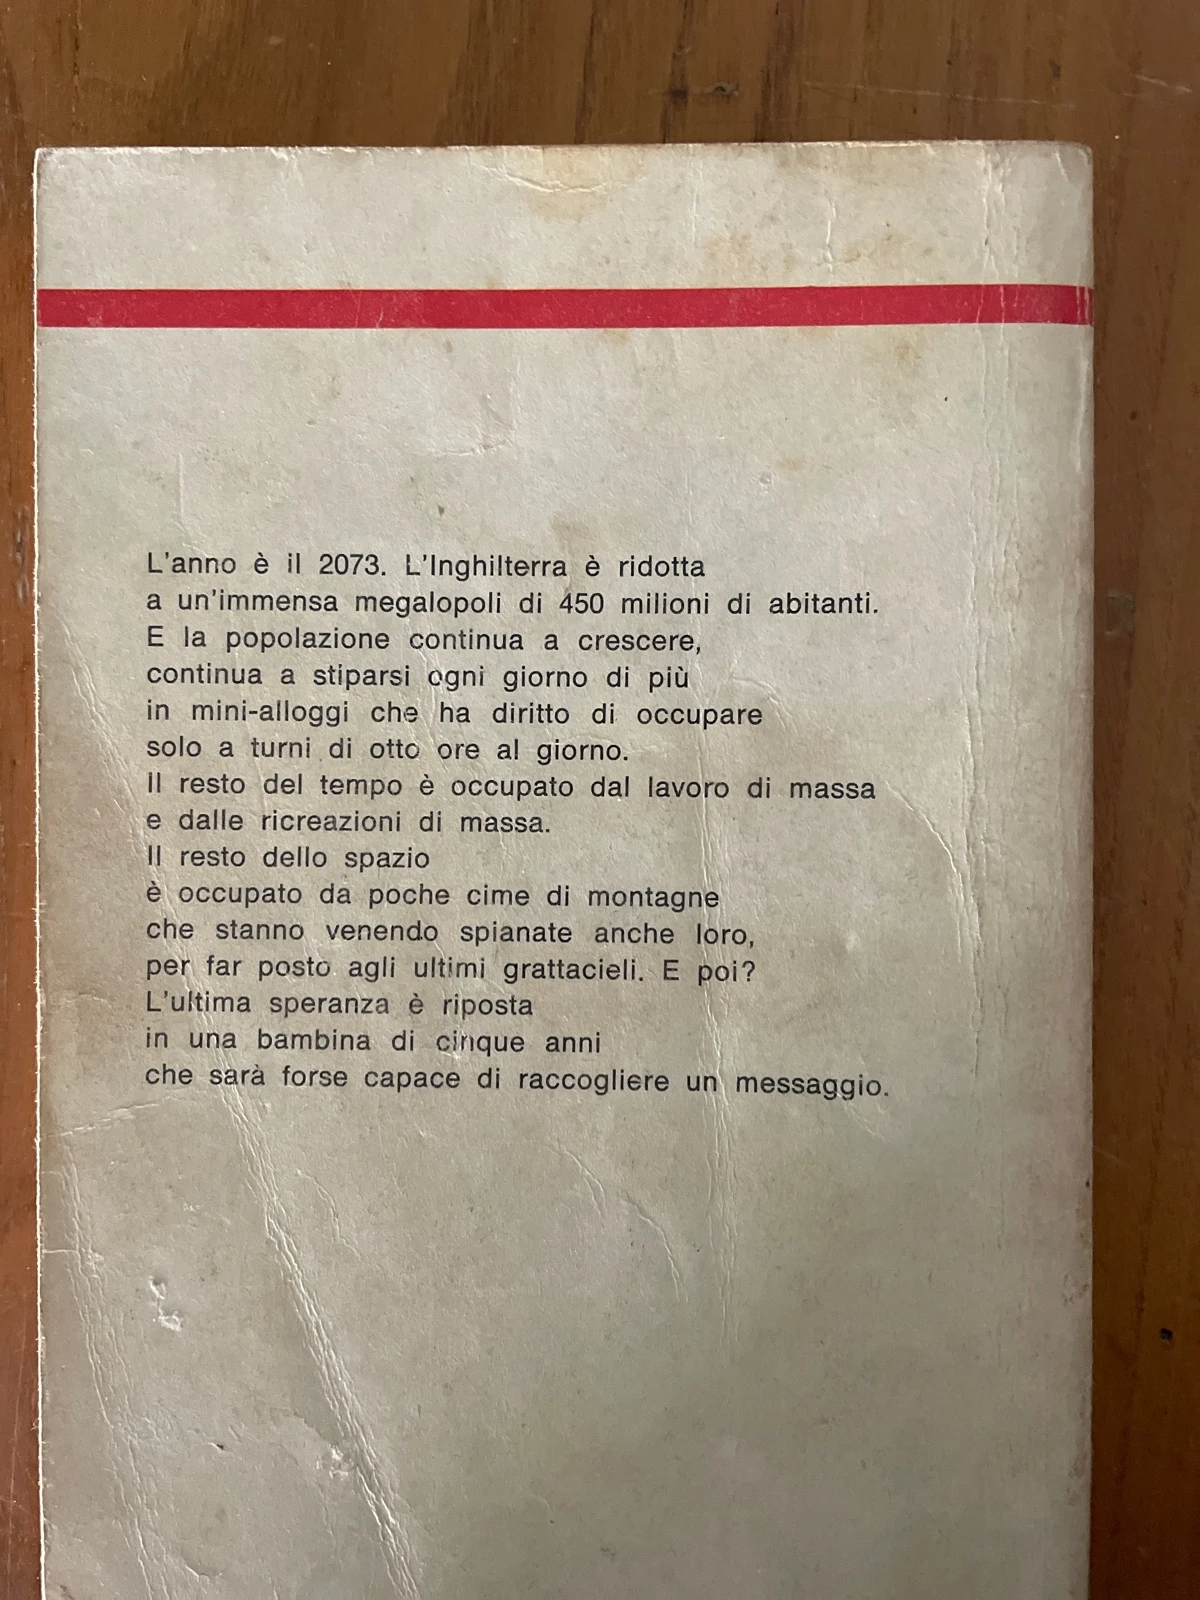 L'anno è il 2073. L'Inghilterra è ridotta
a un'immensa megalopoli di 450 milioni di abitanti.
E la popolazione continua a crescere,
continua a stiparsi ogni giorno di più
in mini-alloggi che ha diritto di occupare
solo a turni di otto ore al giorno.
Il resto del tempo è occupato dal lavoro di massa
e dalle ricreazioni di massa.
Il resto dello spazio
è occupato da poche cime di montagne
che stanno venendo spianate anche loro,
per far posto agli ultimi grattacieli. E poi?
L'ultima speranza è riposta
in una bambina di cinque anni
che sarà forse capace di raccogliere un messaggio.